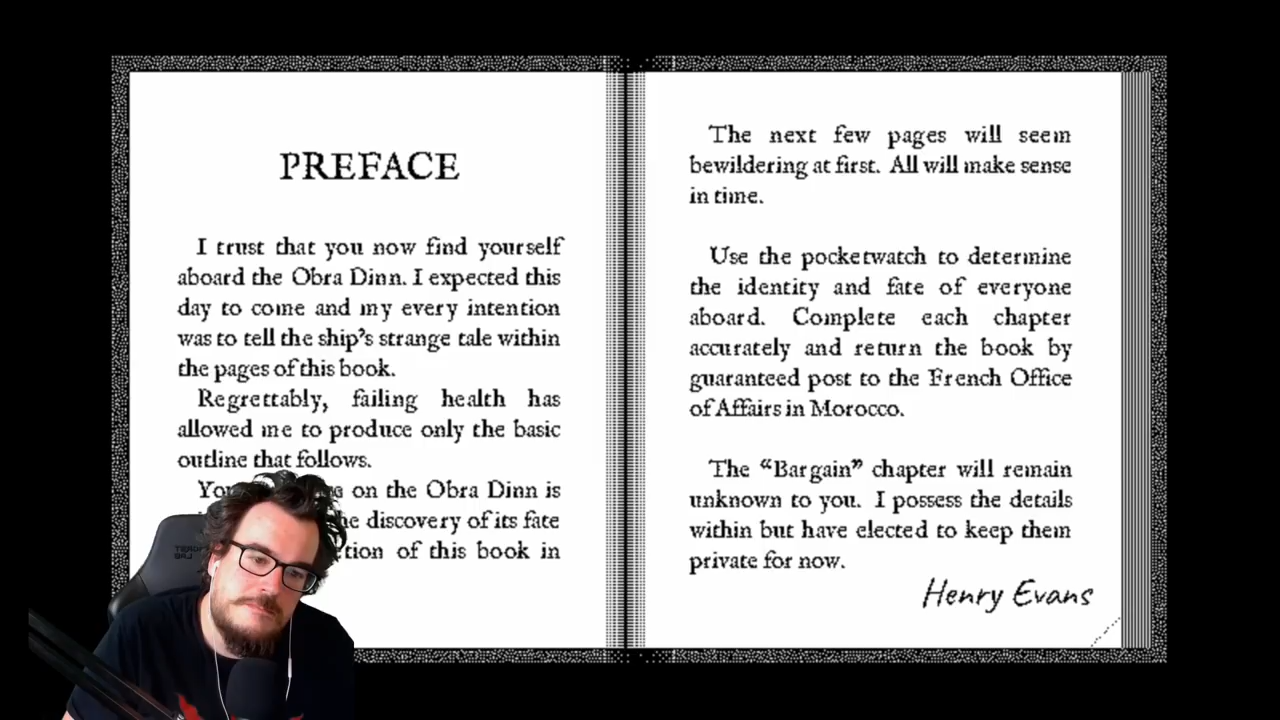 PREFACE
I trust that you now find yourself
aboard the Obra Dinn. I expected this
day to come and my every intention
was to tell the ship's strange tale within
the pages of this book.
Regrettably, failing health has
allowed me to produce only the basic
outline that follows.
on the Obra Dinn is
discovery of its fate
of this book in
The next few pages will seem
bewildering at first. All will make sense
in time.
Use the pocketwatch to determine
the identity and fate of everyone
aboard. Complete each chapter
accurately and return the book by
guaranteed post to the French Office
of Affairs in Morocco.
The “Bargain” chapter will remain
unknown to you. I possess the details
within but have elected to keep them
private for now.
Henry Evans